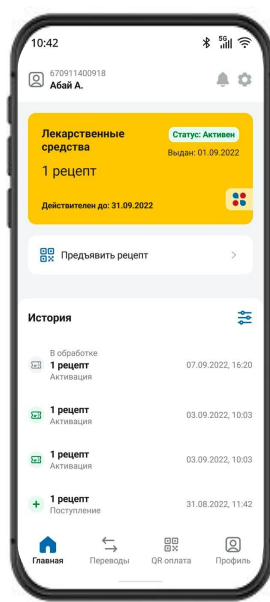 10:42
5G
670911400918
Абай А.
Лекарственные
средства
Статус: Активен
Выдан: 01.09.2022
1 рецепт
Действителен до: 31.09.2022
Предъявить рецепт
История
В обработке
1 рецепт
Активация
07.09.2022, 16:20
1 рецепт
Активация
03.09.2022, 10:03
1 рецепт
Активация
03.09.2022, 10:03
1 рецепт
Поступление
31.08.2022, 11:42
Главная
Переводы
QR оплата
Профиль